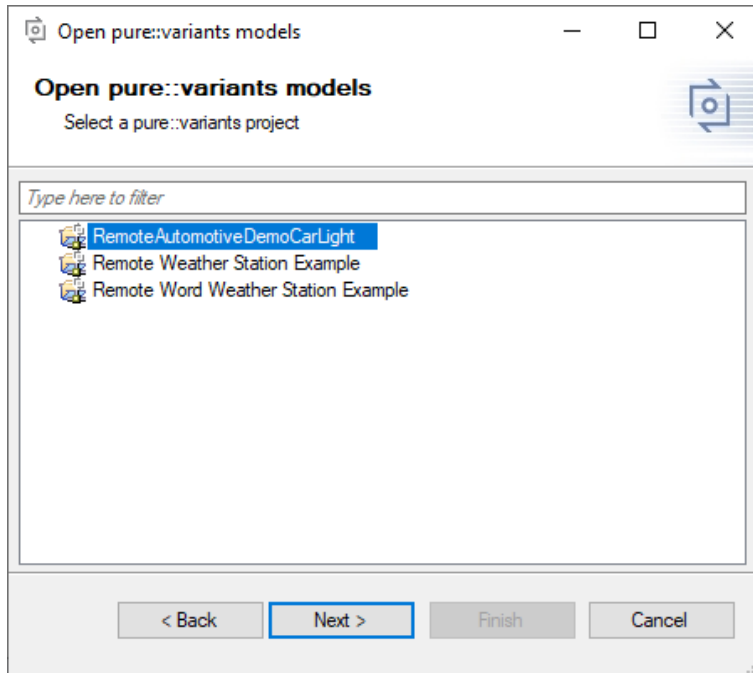 Open pure::variants models
Open pure::variants models
Select a pure::variants project
Type here to filter
RemoteAutomotiveDemoCarLight
Remote Weather Station Example
Remote Word Weather Station Example
< Back Next > Finish Cancel